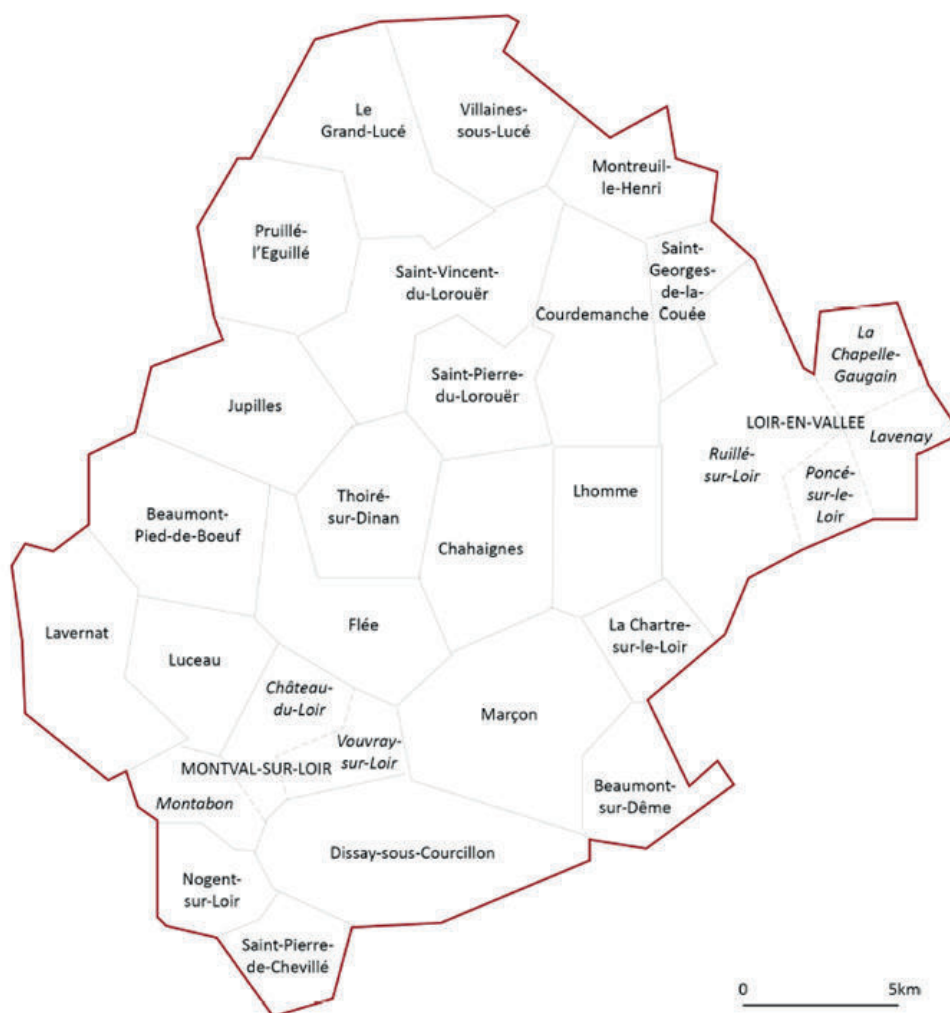 Le
Grand-Lucé
Villaines-
sous-Lucé
Montreuil-
le-Henri
Pruillé-
l'Eguillé
Saint-Vincent-
du-Lorouër
Saint-
Georges-
de-la-
Couée
Courdemanche
La
Chapelle-
Gaugain
Jupilles
Saint-Pierre-
du-Lorouër
LOIR-EN-VALLEE
Lavenay
Ruillé-
sur-Loir
Poncé-
sur-le-
Loir
Beaumont-
Pied-de-Boeuf
Thoiré-
sur-Dinan
Lhomme
Chahaignes
Lavernat
Flée
La Chartre-
sur-le-Loir
Luceau
Château-
du-Loir
Marçon
Vouvray-
sur-Loir
MONTVAL-SUR-LOIR
Montabon
Beaumont-
sur-Dême
Dissay-sous-Courcillon
Nogent-
sur-Loir
Saint-Pierre-
de-Chevillé
0
5km